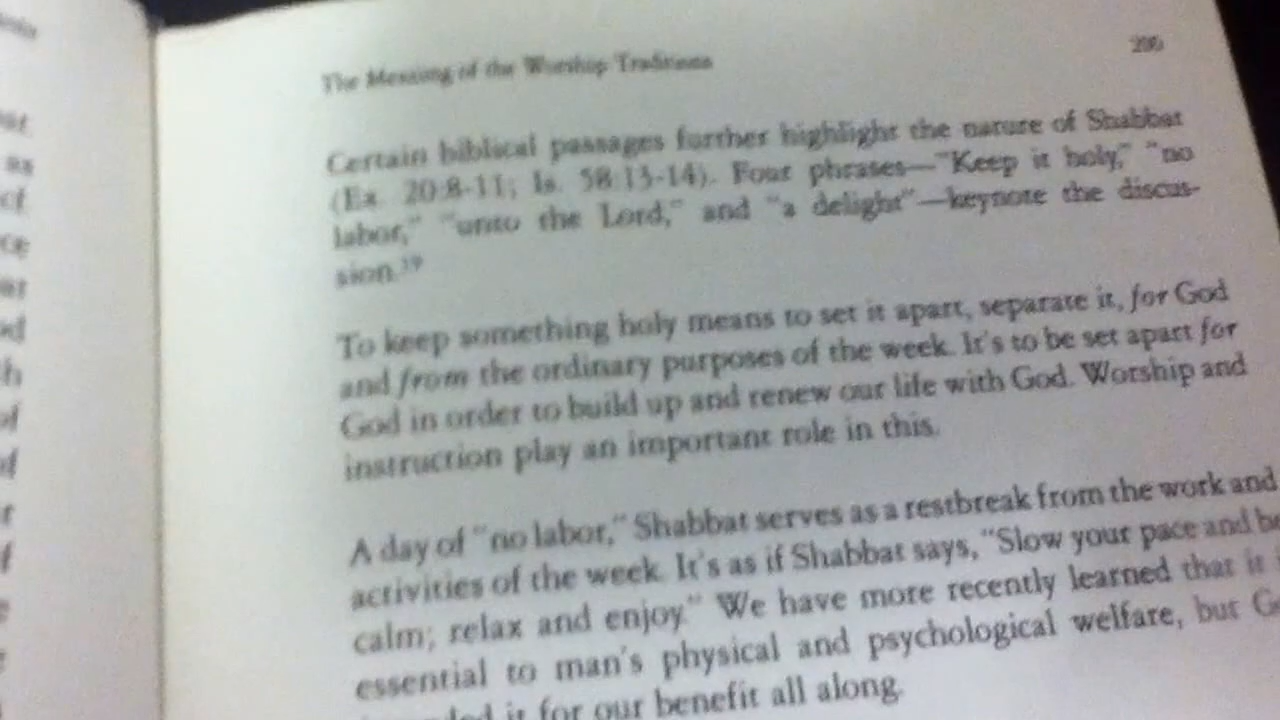 The Meaning of the Worship Traditions
Certain biblical passages further highlight the nature of Shabbat
(Ex. 20:8-11; Is. 58:13-14). Four phrases—"Keep it holy," "no
labor," "unto the Lord," and "a delight"—keynote the discus-
sion.19
To keep something holy means to set it apart, separate it, for God
and from the ordinary purposes of the week. It's to be set apart for
God in order to build up and renew our life with God. Worship and
instruction play an important role in this.
A day of "no labor," Shabbat serves as a restbreak from the work and
activities of the week. It's as if Shabbat says, "Slow your pace and
calm; relax and enjoy." We have more recently learned that it
essential to man's physical and psychological welfare, but
it for our benefit all along.